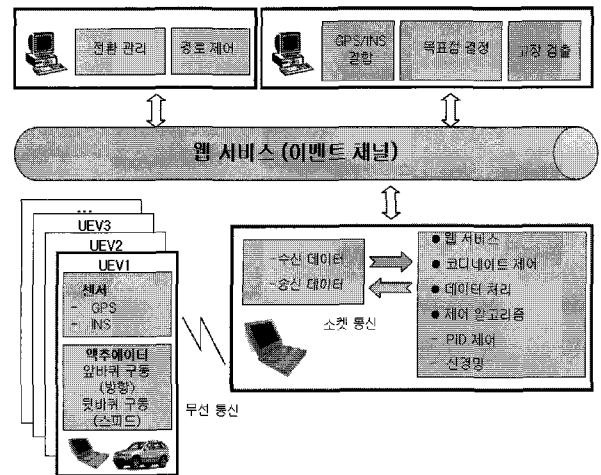 전환 관리
경로 제어
GPS/INS
결합
목표점 결정
고장 검출
웹 서비스 (이벤트 채널)
...
UEV3
UEV2
UEV1
센서
- GPS
- INS
액추에이터
앞바퀴 구동
(방향)
뒷바퀴 구동
(스피드)
무선 통신
-수신 데이터
-송신 데이터
소켓 통신
● 웹 서비스
● 코디네이트 제어
● 데이터 처리
● 제어 알고리즘
- PID 제어
- 신경망